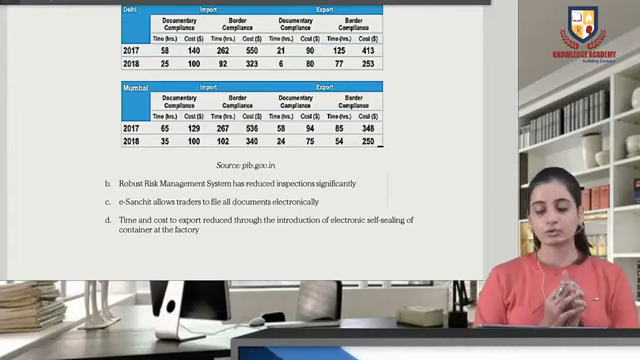 Delhi Import Export
Documentary Compliance Border Compliance Documentary Compliance Border Compliance
Time (hrs.) Cost ($) Time (hrs.) Cost ($) Time (hrs.) Cost ($) Time (hrs.) Cost ($)
2017 58 140 262 550 21 90 125 413
2018 25 100 92 323 6 80 77 253
Mumbai Import Export
Documentary Compliance Border Compliance Documentary Compliance Border Compliance
Time (hrs.) Cost ($) Time (hrs.) Cost ($) Time (hrs.) Cost ($) Time (hrs.) Cost ($)
2017 65 129 267 536 58 94 85 348
2018 35 100 102 340 24 75 54 250
Source: pib.gov.in
b. Robust Risk Management System has reduced inspections significantly
c. e-Sanchit allows traders to file all documents electronically
d. Time and cost to export reduced through the introduction of electronic self-sealing of
container at the factory
KNOWLEDGE ACADEMY
Building Careers